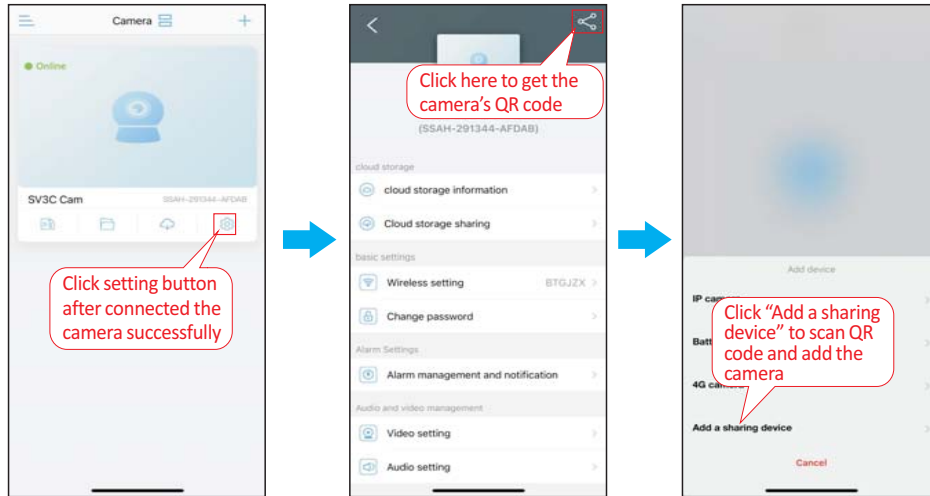 Camera
Online
SV3C Cam
SSAH-291344-AFDAB
Click setting button
after connected the
camera successfully
Click here to get the
camera's QR code
(SSAH-291344-AFDAB)
cloud storage
cloud storage information
Cloud storage sharing
basic settings
Wireless setting
BTGJZX
Change password
Alarm Settings
Alarm management and notification
Audio and video management
Video setting
Audio setting
Add device
IP
Click "Add a sharing
device" to scan QR
code and add the
camera
4G
Add a sharing device
Cancel